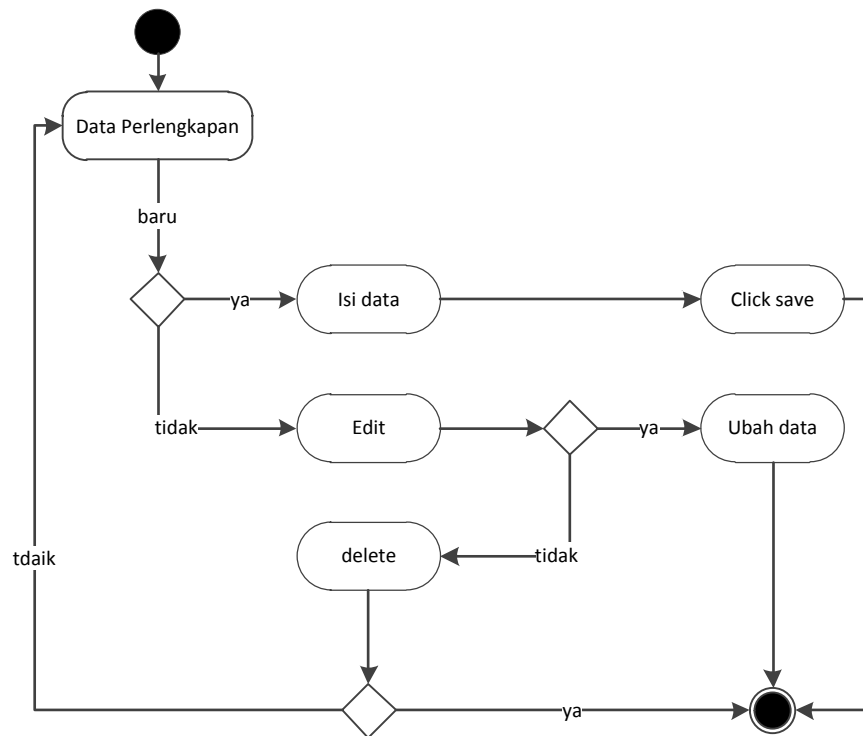 Data Perlengkapan
baru
ya
Isi data
Click save
tidak
Edit
ya
Ubah data
delete
tidak
tdaik
ya